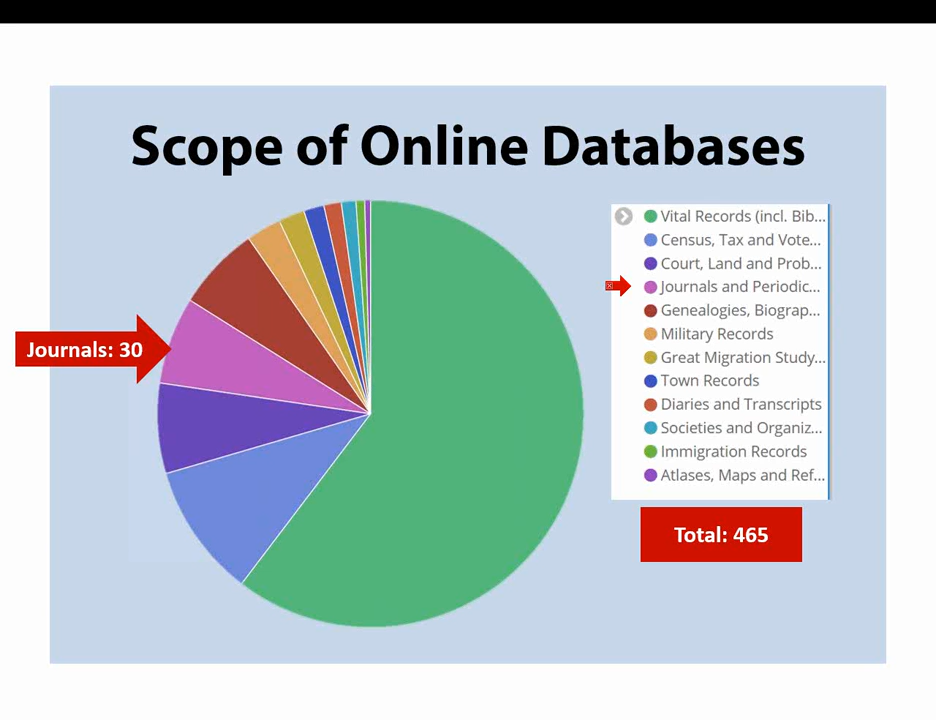 Scope of Online Databases
Vital Records (incl. Bib...
Census, Tax and Vote...
Court, Land and Prob...
Journals and Periodic...
Genealogies, Biograp...
Military Records
Great Migration Study...
Town Records
Diaries and Transcripts
Societies and Organiz...
Immigration Records
Atlases, Maps and Ref...
Journals: 30
Total: 465